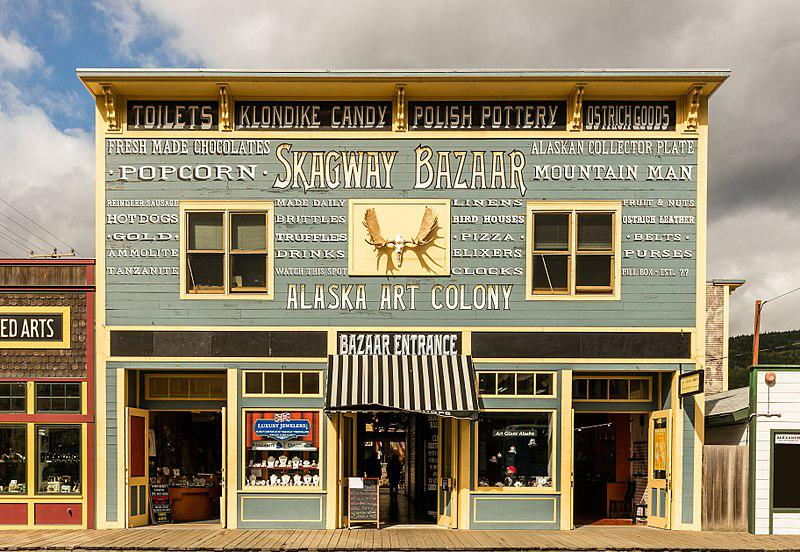 TOILETS KLONDIKE CANDY POLISH POTTERY OSTRICH GOODS
FRESH MADE CHOCOLATES
· POPCORN ·
SKAGWAY BAZAAR
ALASKAN COLLECTOR PLATE
MOUNTAIN MAN
REINDEER SAUSAGE
HOTDOGS
· GOLD ·
AMMOLITE
TANZANITE
MADE DAILY
BRITTLES
TRUFFLES
DRINKS
WATCH THIS SPOT
LINENS
BIRD HOUSES
· PIZZA ·
ELIXERS
CLOCKS
FRUIT & NUTS
OSTRICH LEATHER
· BELTS ·
PURSES
PILL BOX · EST. ??
ALASKA ART COLONY
BAZAAR ENTRANCE
ED ARTS
LUXURY JEWELERS
Art Glass Alaska